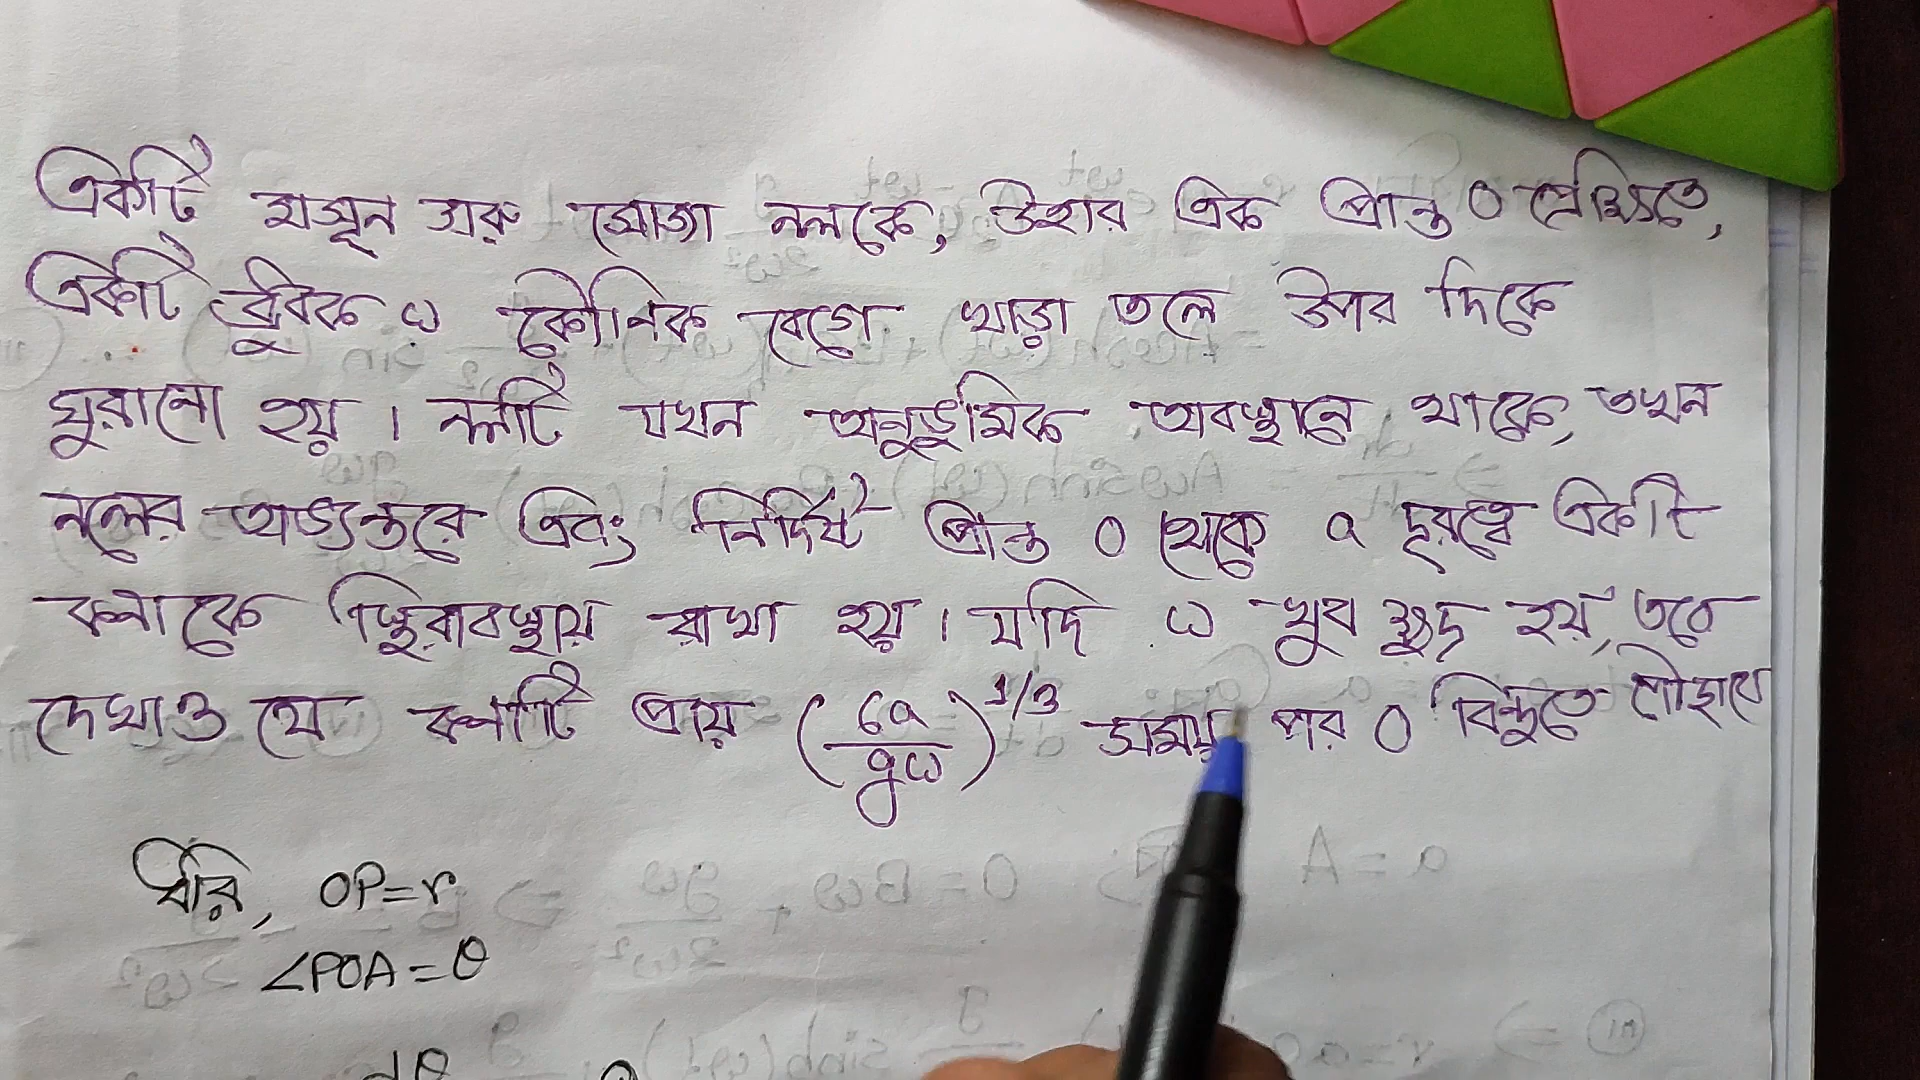 একটি মসৃন সরু সোজা নলকে, উহার এক প্রান্ত O প্রেক্ষিতে,
একটি ধ্রুবক ω কৌনিক বেগে খাড়া তলে উপর দিকে
ঘুরানো হয়। নলটি যখন অনুভূমিক অবস্থানে থাকে, তখন
নলের অভ্যন্তরে এবং নির্দিষ্ট প্রান্ত O থেকে a দূরত্বে একটি
কনাকে স্থিরাবস্থায় রাখা হয়। যদি ω খুব ক্ষুদ্র হয়, তবে
দেখাও যে কণাটি প্রায় (6a/gω)^1/3 সময় পর O বিন্দুতে পৌছাবে
ধরি, OP=r
∠POA=θ
dθ